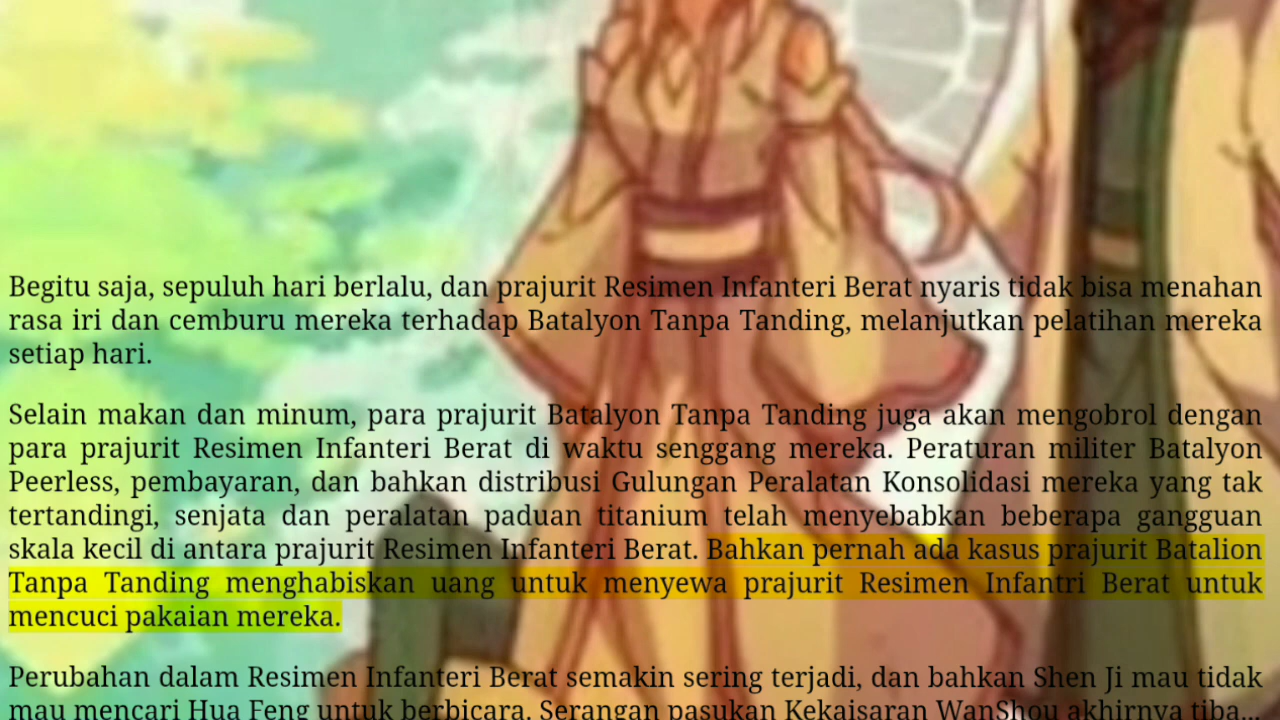 Begitu saja, sepuluh hari berlalu, dan prajurit Resimen Infanteri Berat nyaris tidak bisa menahan
rasa iri dan cemburu mereka terhadap Batalyon Tanpa Tanding, melanjutkan pelatihan mereka
setiap hari.
Selain makan dan minum, para prajurit Batalyon Tanpa Tanding juga akan mengobrol dengan
para prajurit Resimen Infanteri Berat di waktu senggang mereka. Peraturan militer Batalyon
Peerless, pembayaran, dan bahkan distribusi Gulungan Peralatan Konsolidasi mereka yang tak
tertandingi, senjata dan peralatan paduan titanium telah menyebabkan beberapa gangguan
skala kecil di antara prajurit Resimen Infanteri Berat. Bahkan pernah ada kasus prajurit Batalion
Tanpa Tanding menghabiskan uang untuk menyewa prajurit Resimen Infantri Berat untuk
mencuci pakaian mereka.
Perubahan dalam Resimen Infanteri Berat semakin sering terjadi, dan bahkan Shen Ji mau tidak
mau mencari Hua Feng untuk berbicara. Serangan pasukan Kekaisaran WanShou akhirnya tiba...